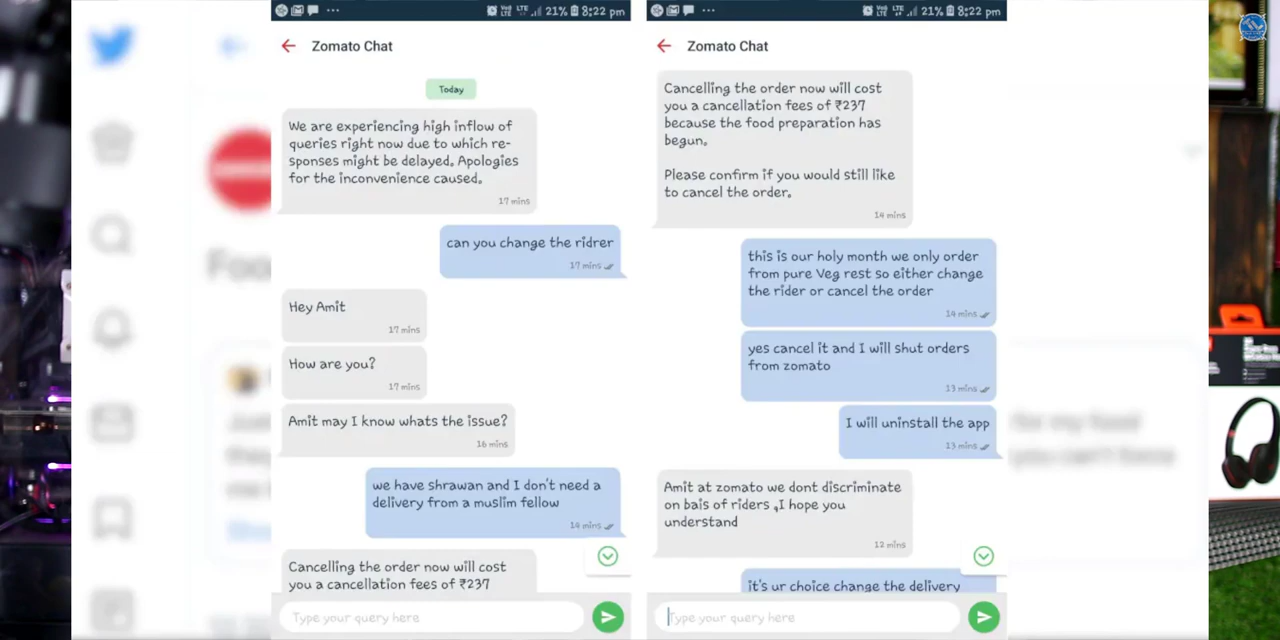 21% 8:22 pm
Zomato Chat
Today
We are experiencing high inflow of
queries right now due to which re-
sponses might be delayed. Apologies
for the inconvenience caused.
17 mins
can you change the ridrer
17 mins
Hey Amit
17 mins
How are you?
17 mins
Amit may I know whats the issue?
16 mins
we have shrawan and I don't need a
delivery from a muslim fellow
14 mins
Cancelling the order now will cost
you a cancellation fees of ₹237
Type your query here
21% 8:22 pm
Zomato Chat
Cancelling the order now will cost
you a cancellation fees of ₹237
because the food preparation has
begun.
Please confirm if you would still like
to cancel the order.
14 mins
this is our holy month we only order
from pure Veg rest so either change
the rider or cancel the order
14 mins
yes cancel it and I will shut orders
from zomato
13 mins
I will uninstall the app
13 mins
Amit at zomato we dont discriminate
on bais of riders ,I hope you
understand
12 mins
it's ur choice change the delivery
Type your query here
for my food
you can't force